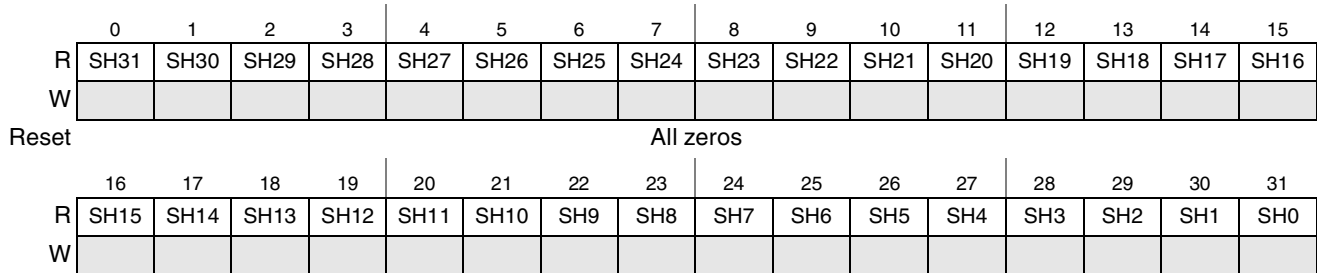 0 1 2 3 4 5 6 7 8 9 10 11 12 13 14 15
R SH31 SH30 SH29 SH28 SH27 SH26 SH25 SH24 SH23 SH22 SH21 SH20 SH19 SH18 SH17 SH16
W
Reset All zeros
16 17 18 19 20 21 22 23 24 25 26 27 28 29 30 31
R SH15 SH14 SH13 SH12 SH11 SH10 SH9 SH8 SH7 SH6 SH5 SH4 SH3 SH2 SH1 SH0
W